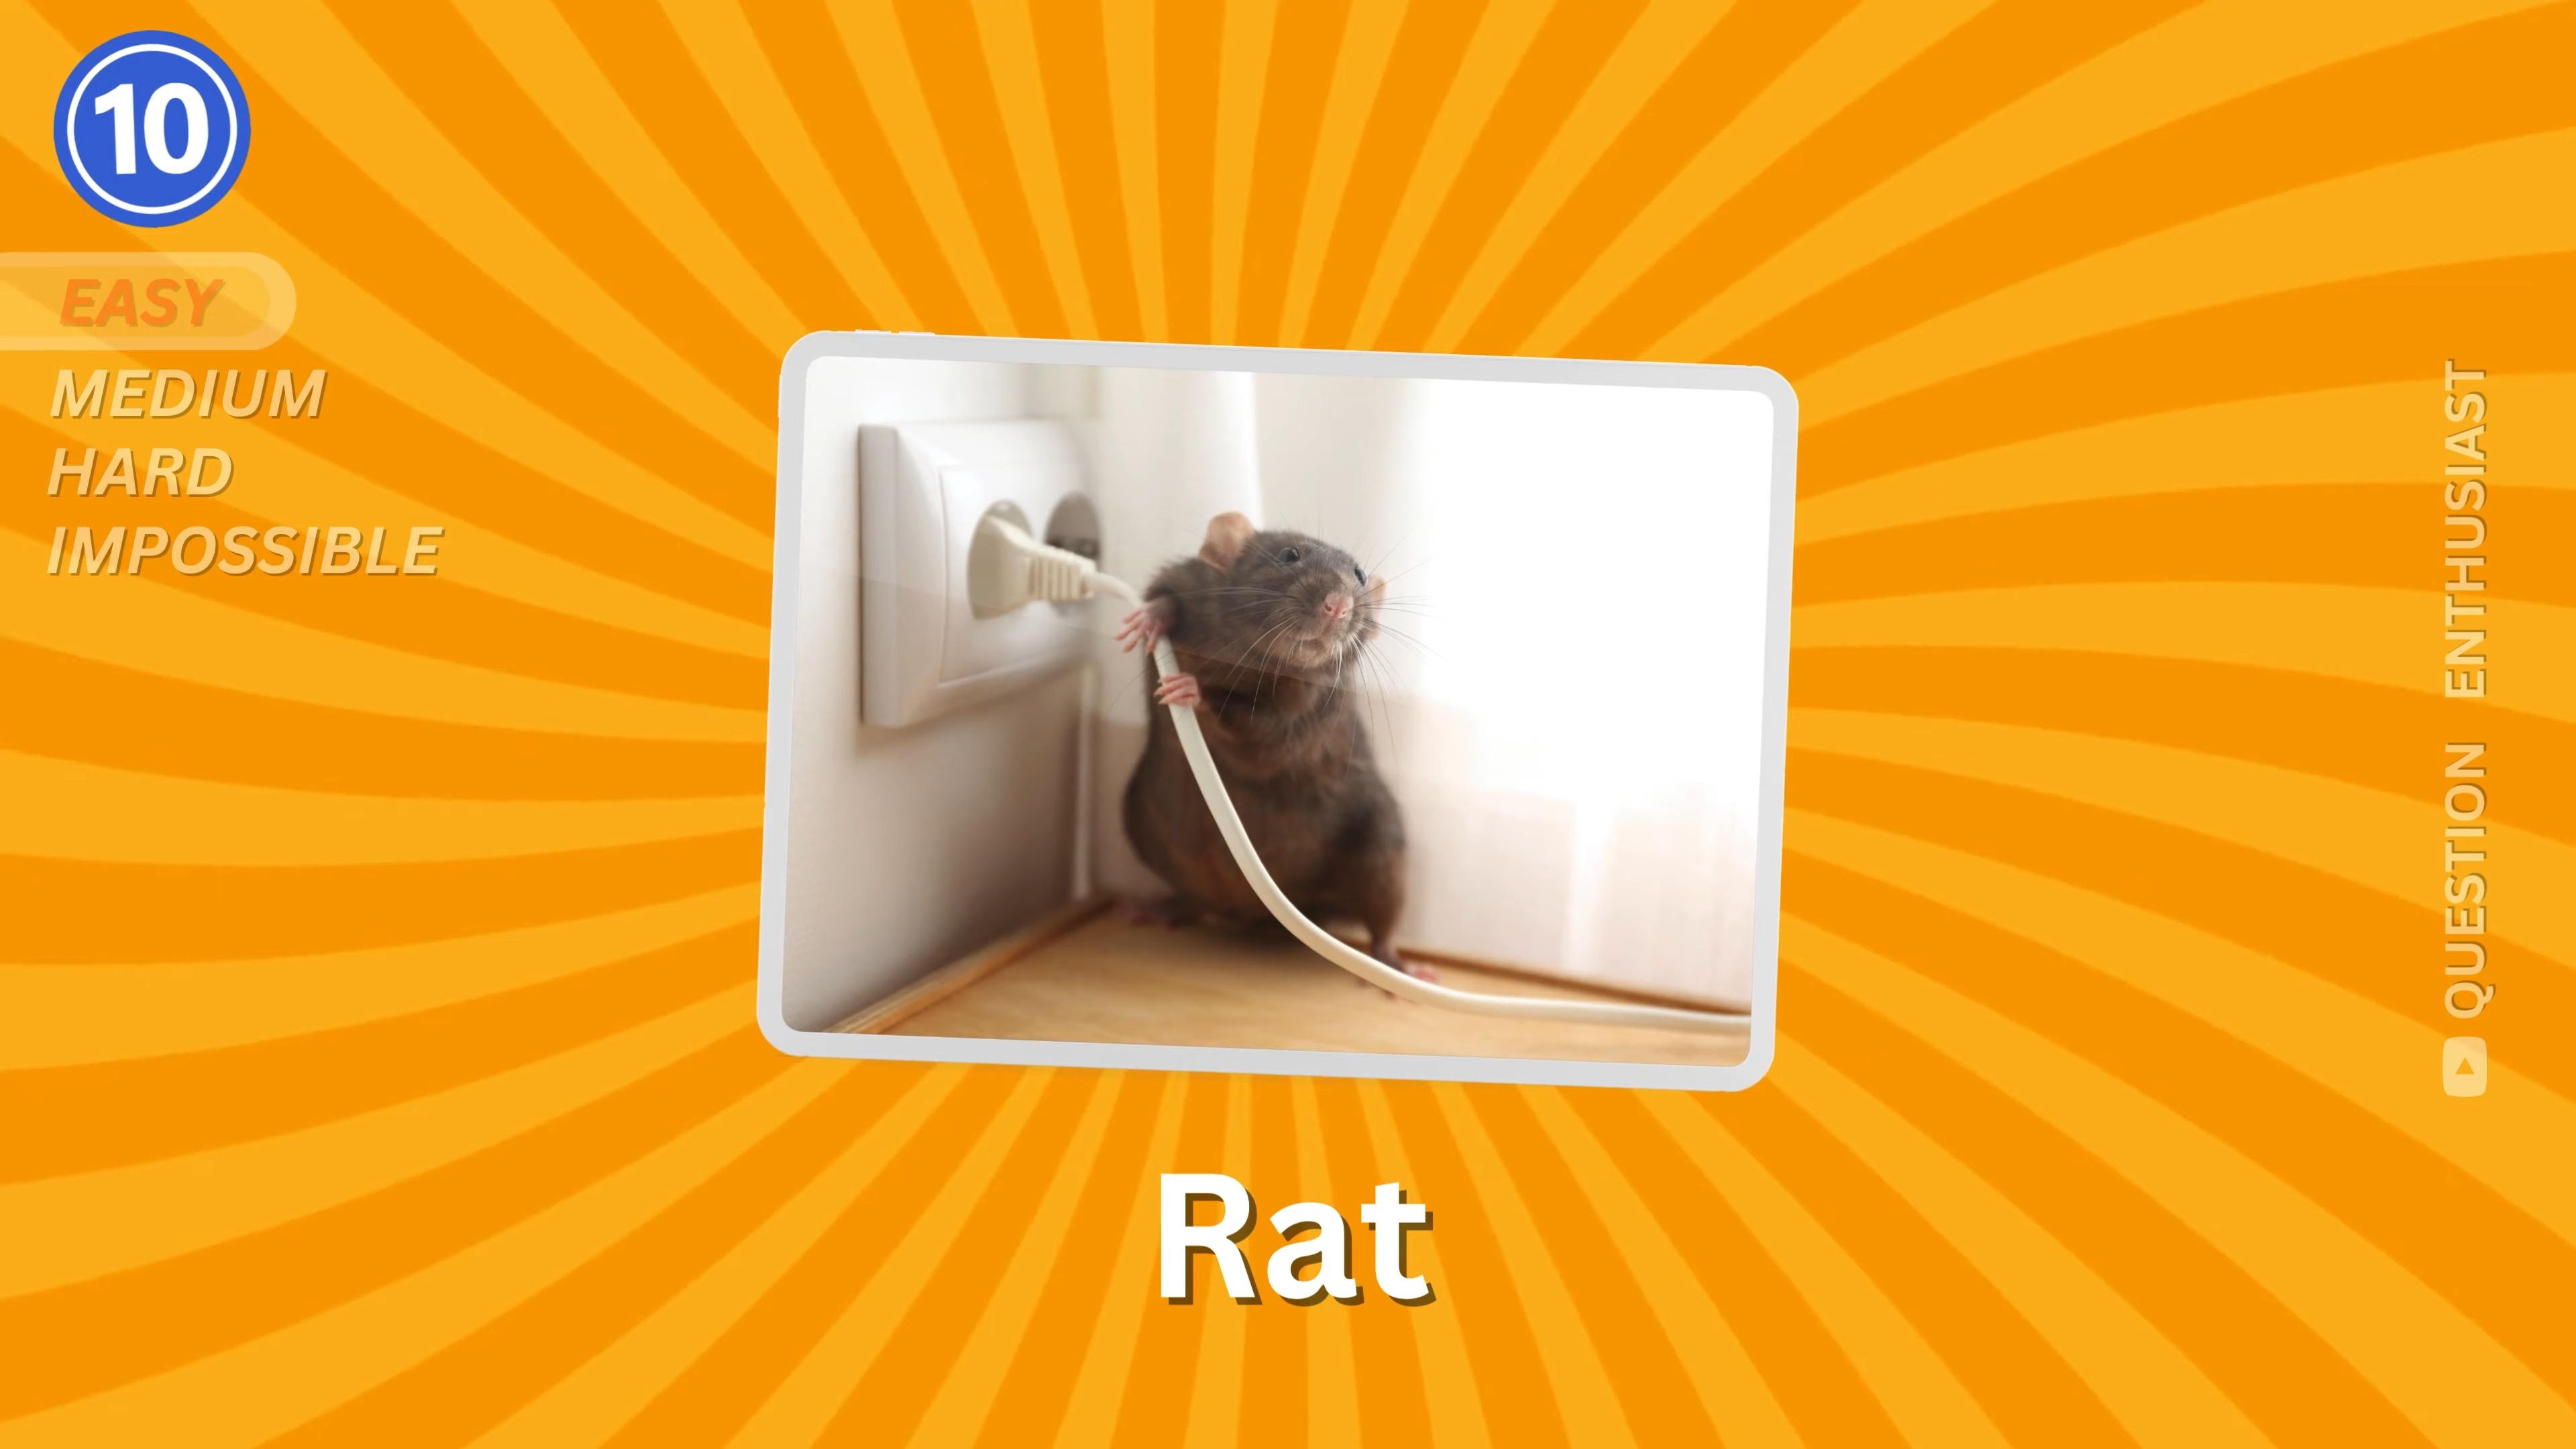 10
EASY
MEDIUM
HARD
IMPOSSIBLE
Rat
QUESTION ENTHUSIAST